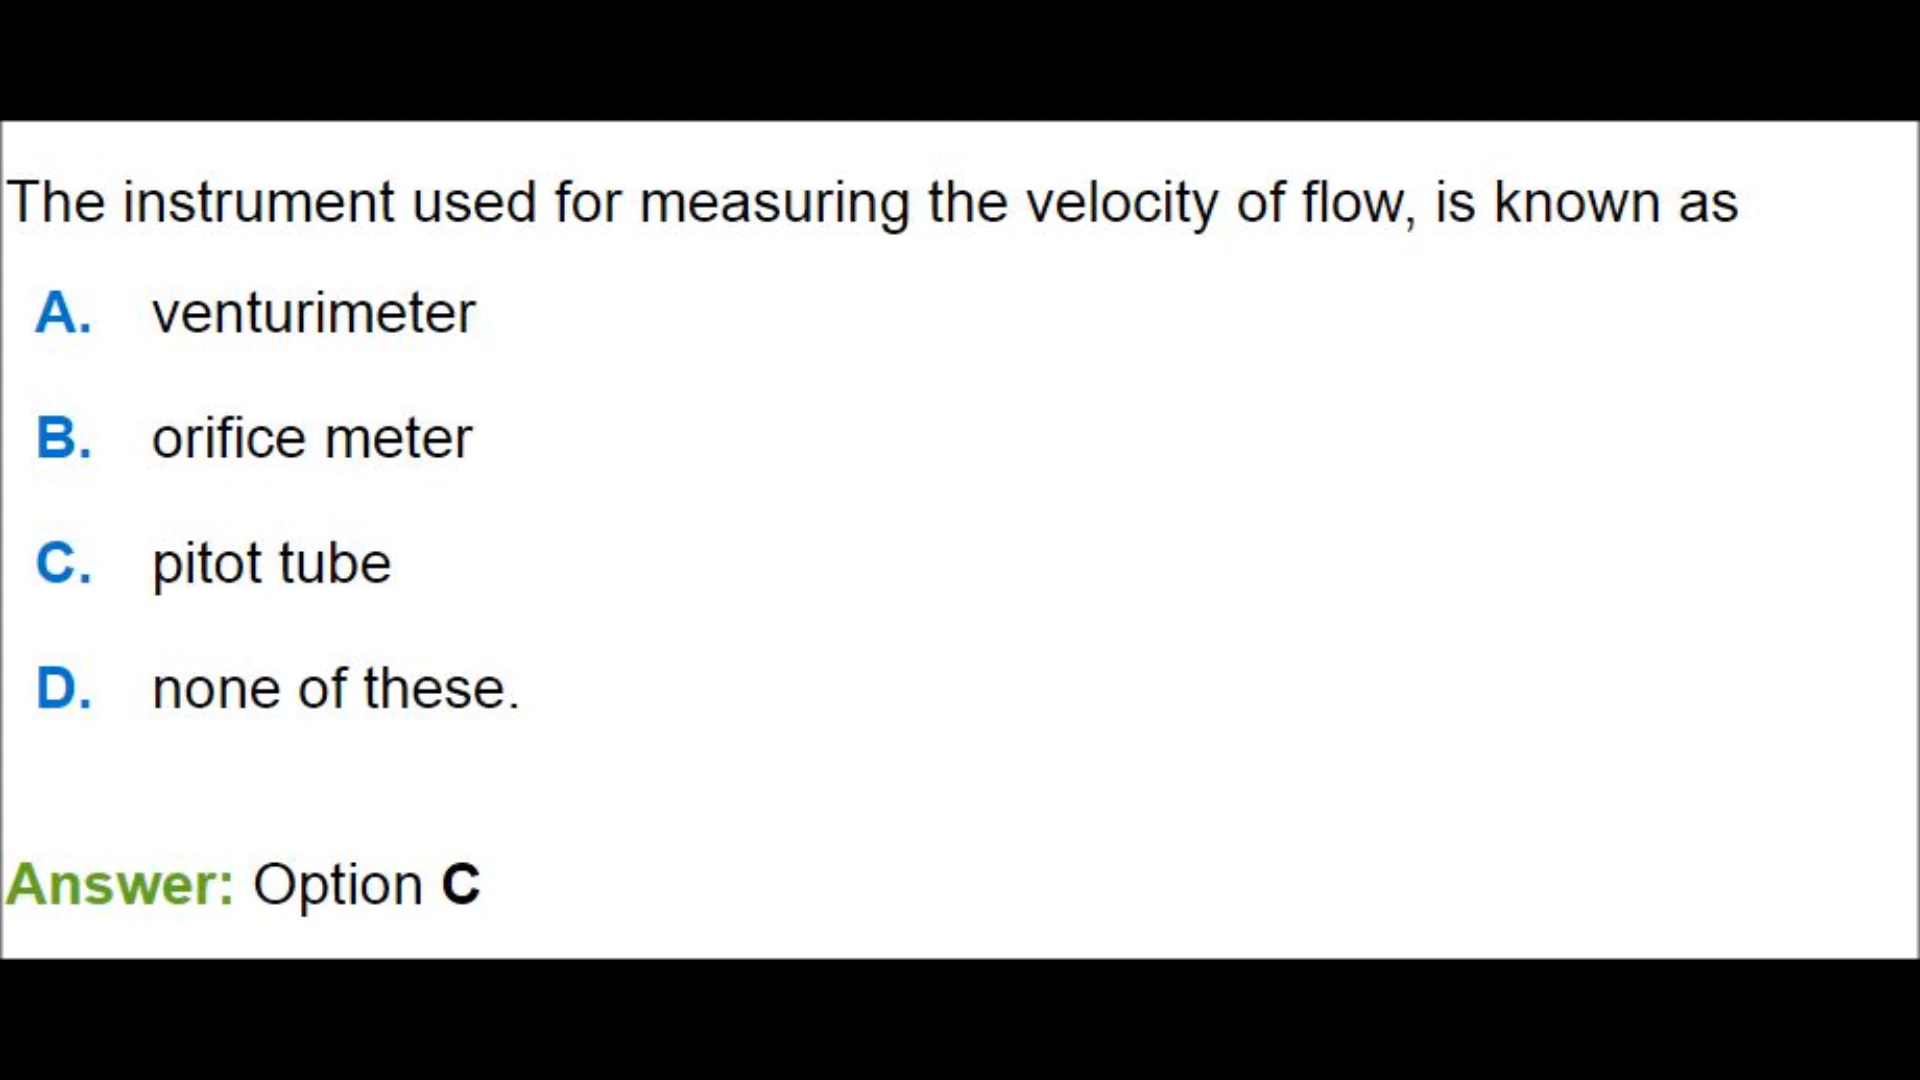 The instrument used for measuring the velocity of flow, is known as
A. venturimeter
B. orifice meter
C. pitot tube
D. none of these.
Answer: Option C